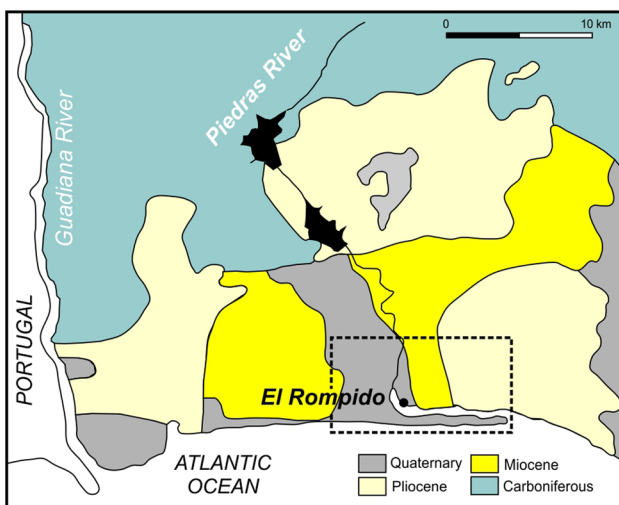 0 10 km
Piedras River
Guadiana River
PORTUGAL
El Rompido
ATLANTIC
OCEAN
Quaternary
Miocene
Pliocene
Carboniferous